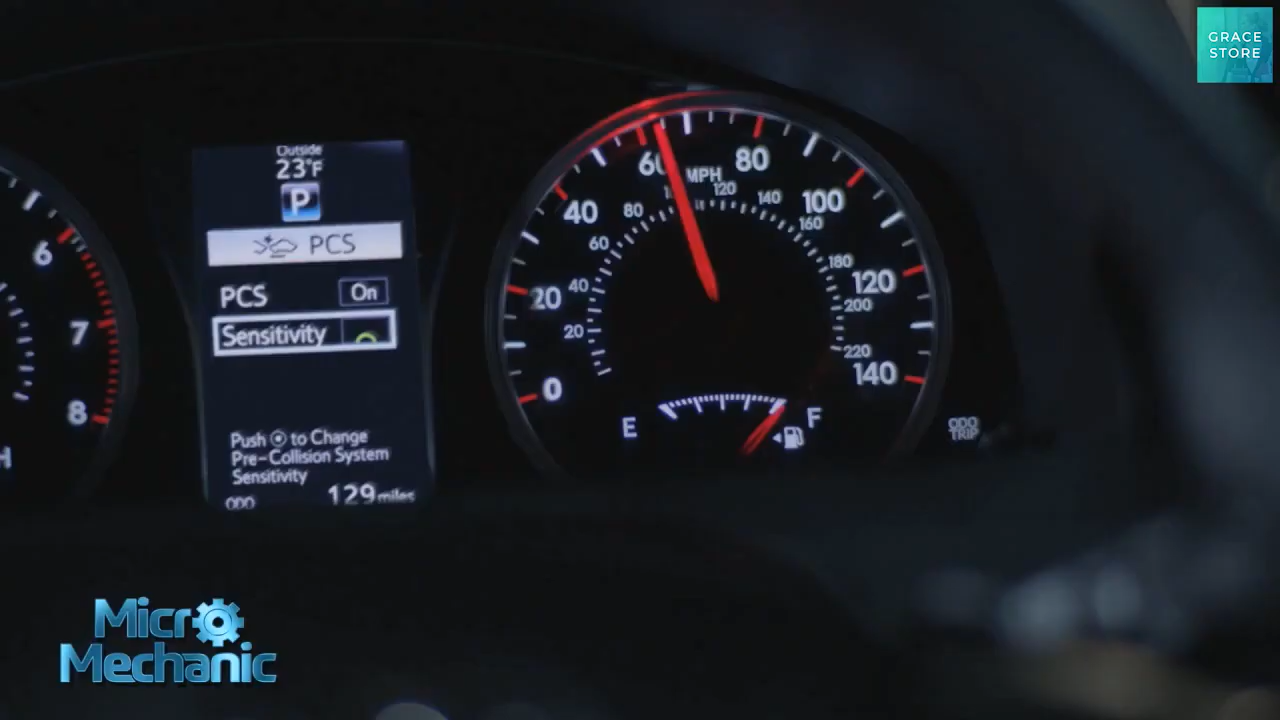 GRACE
STORE
Outside
23°F
P
PCS
PCS On
Sensitivity
Push to Change
Pre-Collision System
Sensitivity
ODO 129 miles
6
7
8
H
0
20
40
60
80
100
120
140
MPH
20
40
60
80
120
140
160
180
200
220
E
F
ODO
TRIP
Micro
Mechanic